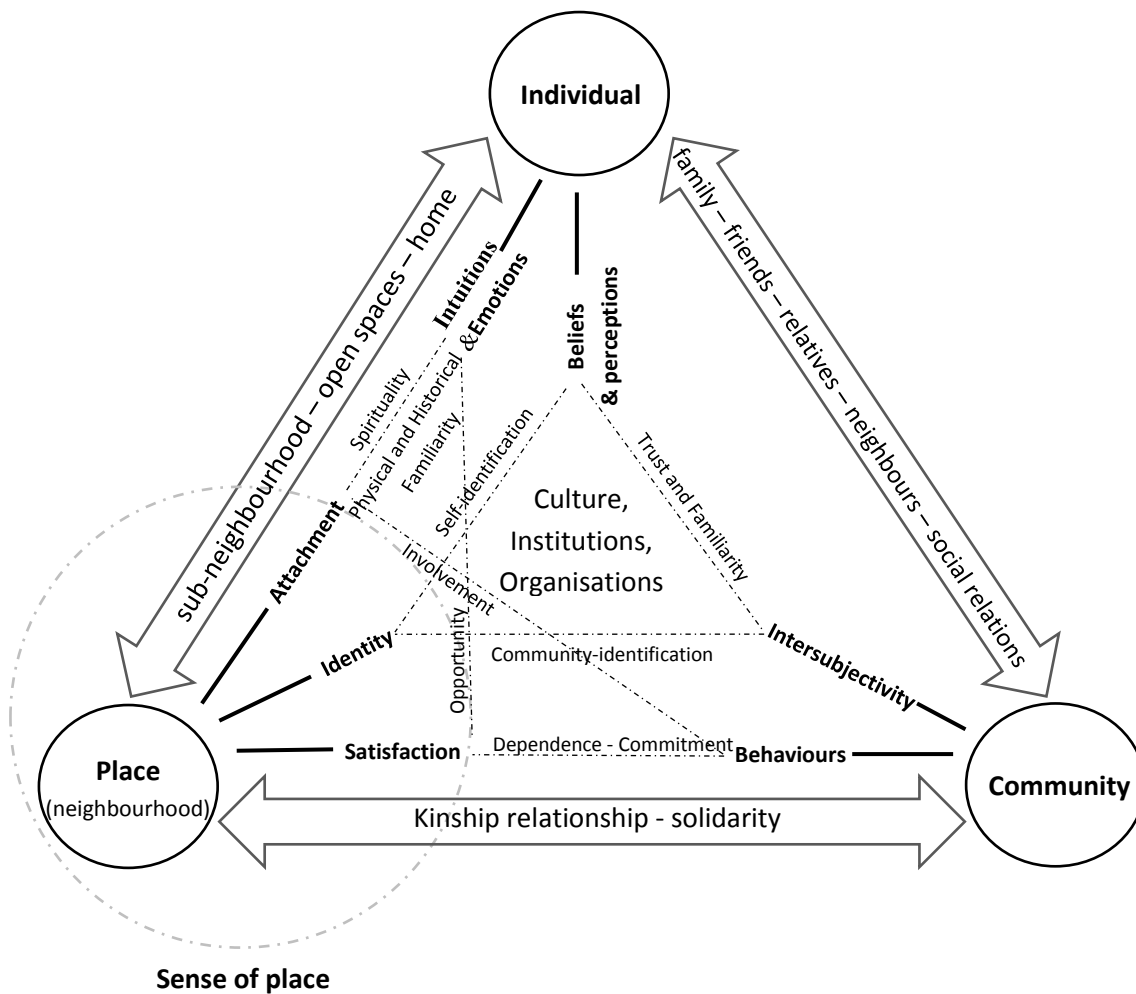 Individual
family – friends – relatives – neighbours – social relations
sub-neighbourhood – open spaces – home
Intuitions
&Emotions
Beliefs
& perceptions
Spirituality
Physical and Historical
Familiarity
Self-identification
Trust and Familiarity
Culture,
Institutions,
Organisations
Attachment
Involvement
Identity
Opportunity
Community-identification
Intersubjectivity
Satisfaction
Dependence - Commitment
Behaviours
Place
(neighbourhood)
Community
Kinship relationship - solidarity
Sense of place